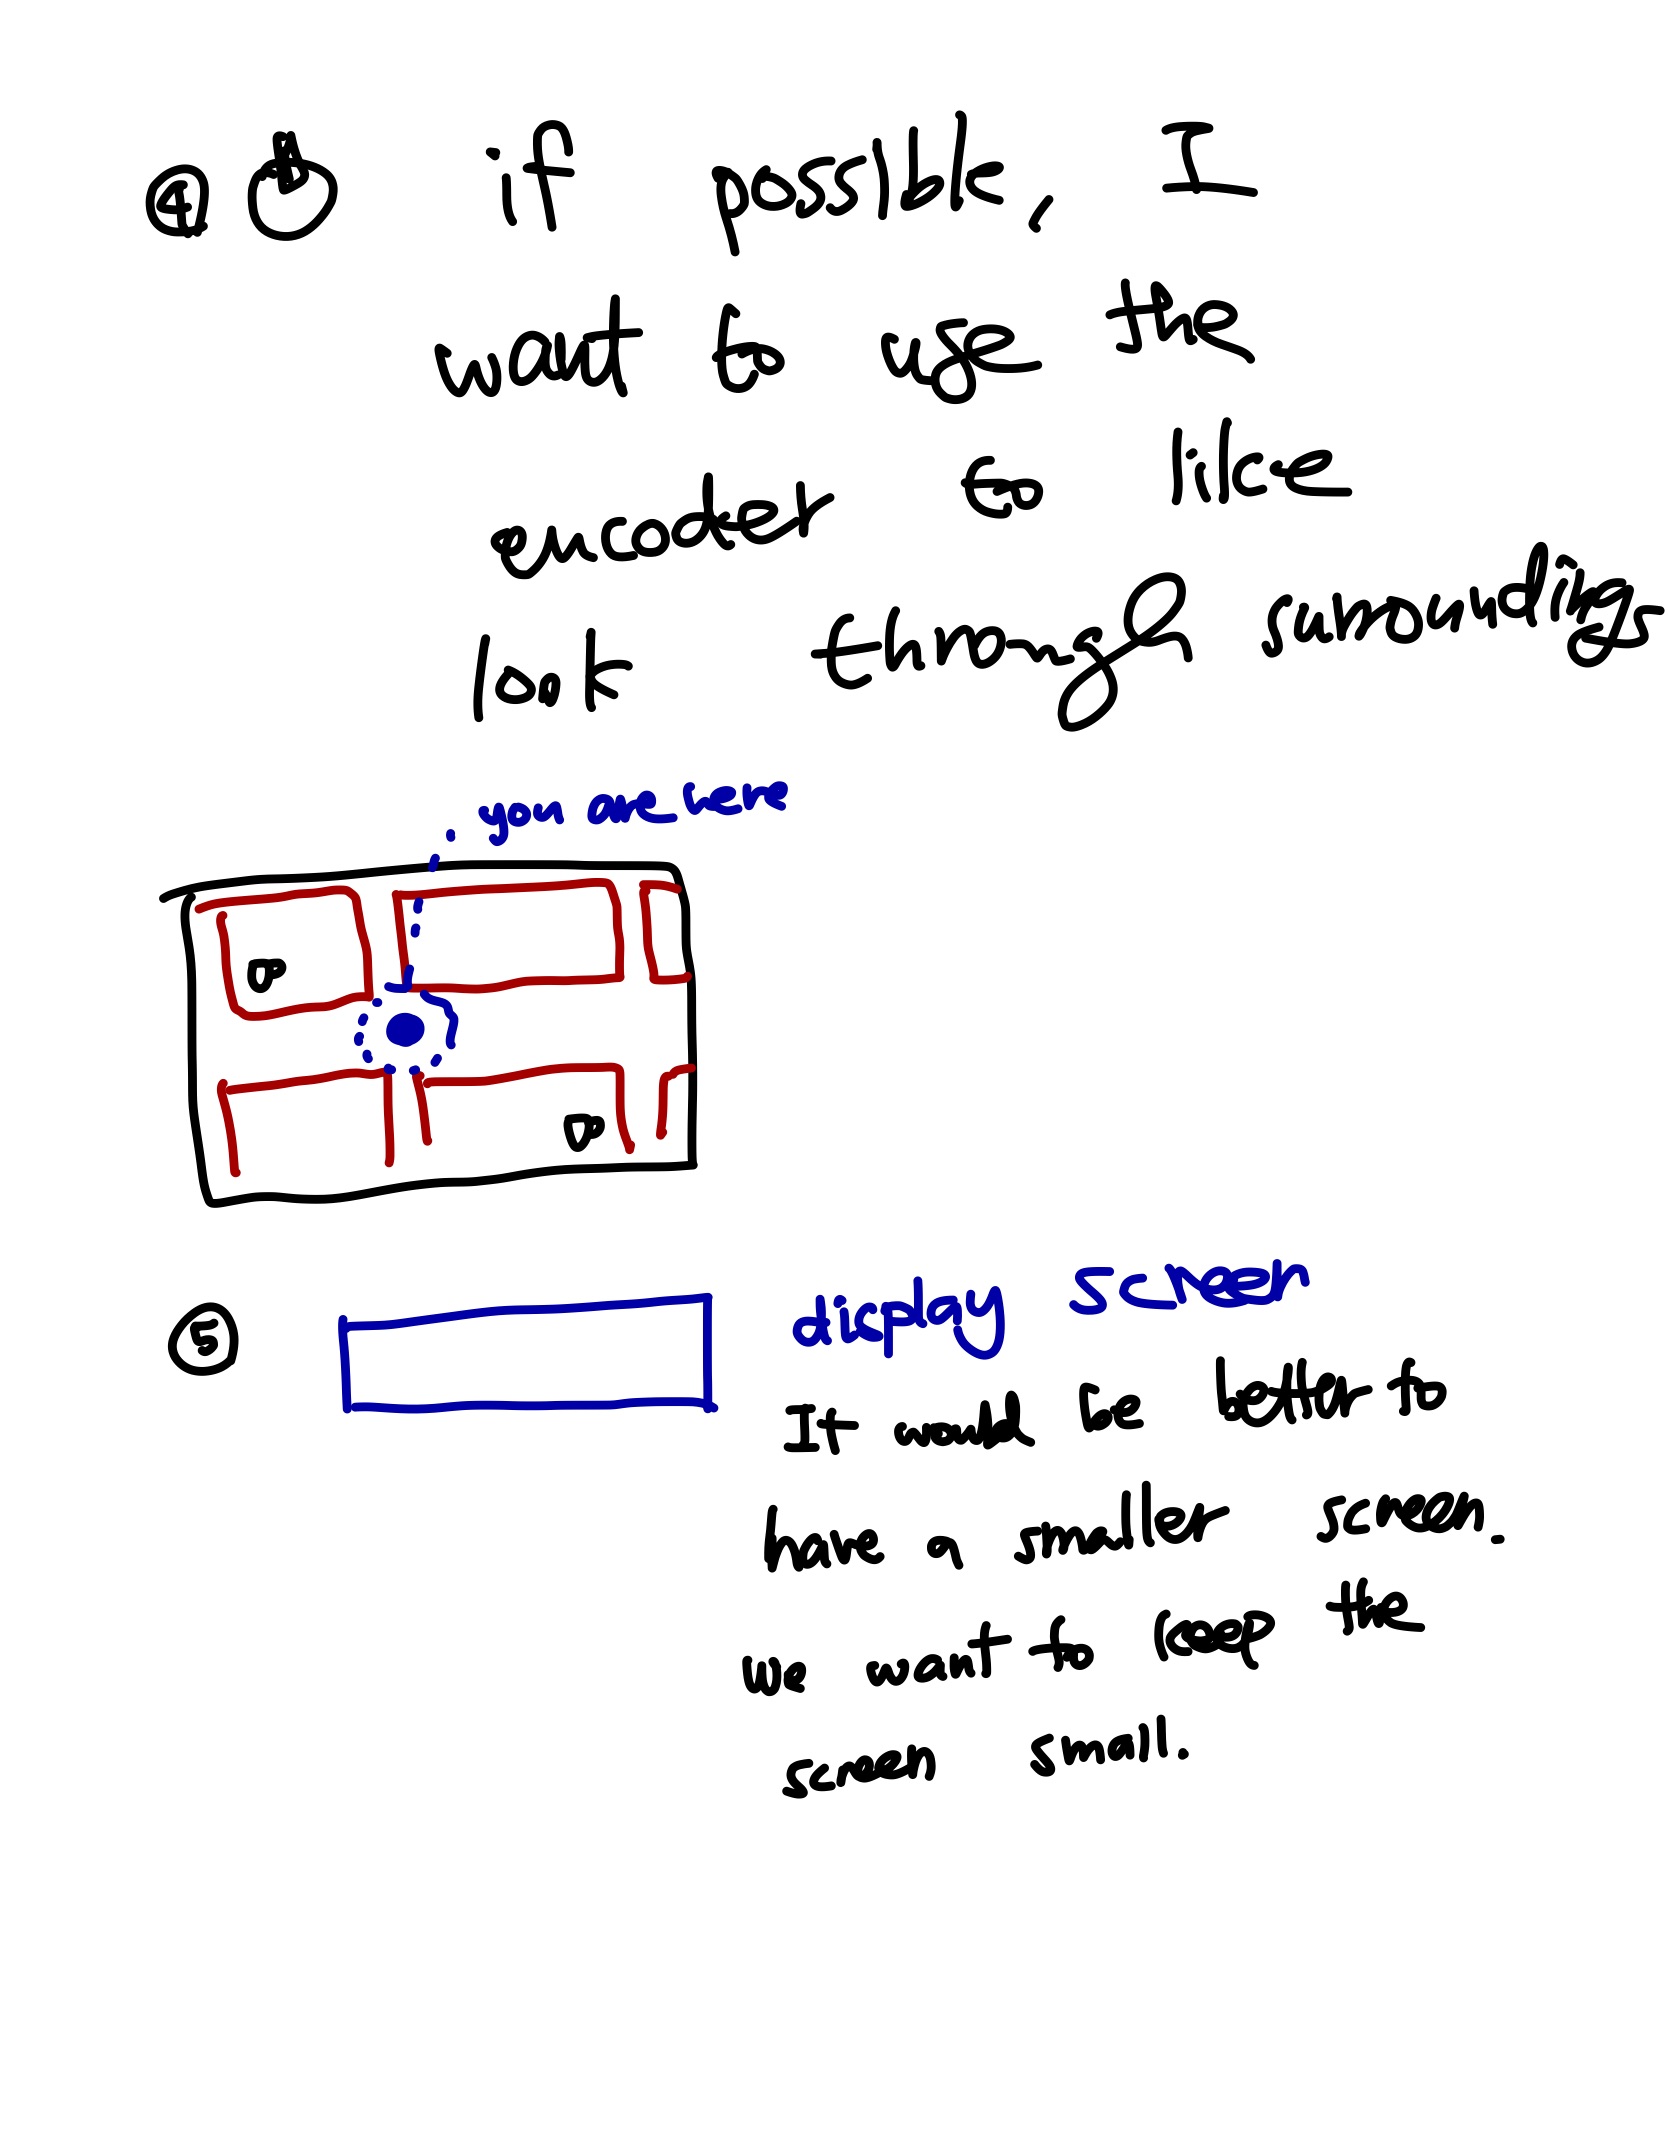 ④ if possible, I
want to use the
encoder to like
look through surroundings
you are here
⑤ display screen
It would be better to
have a smaller screen.
we want to keep the
screen small.